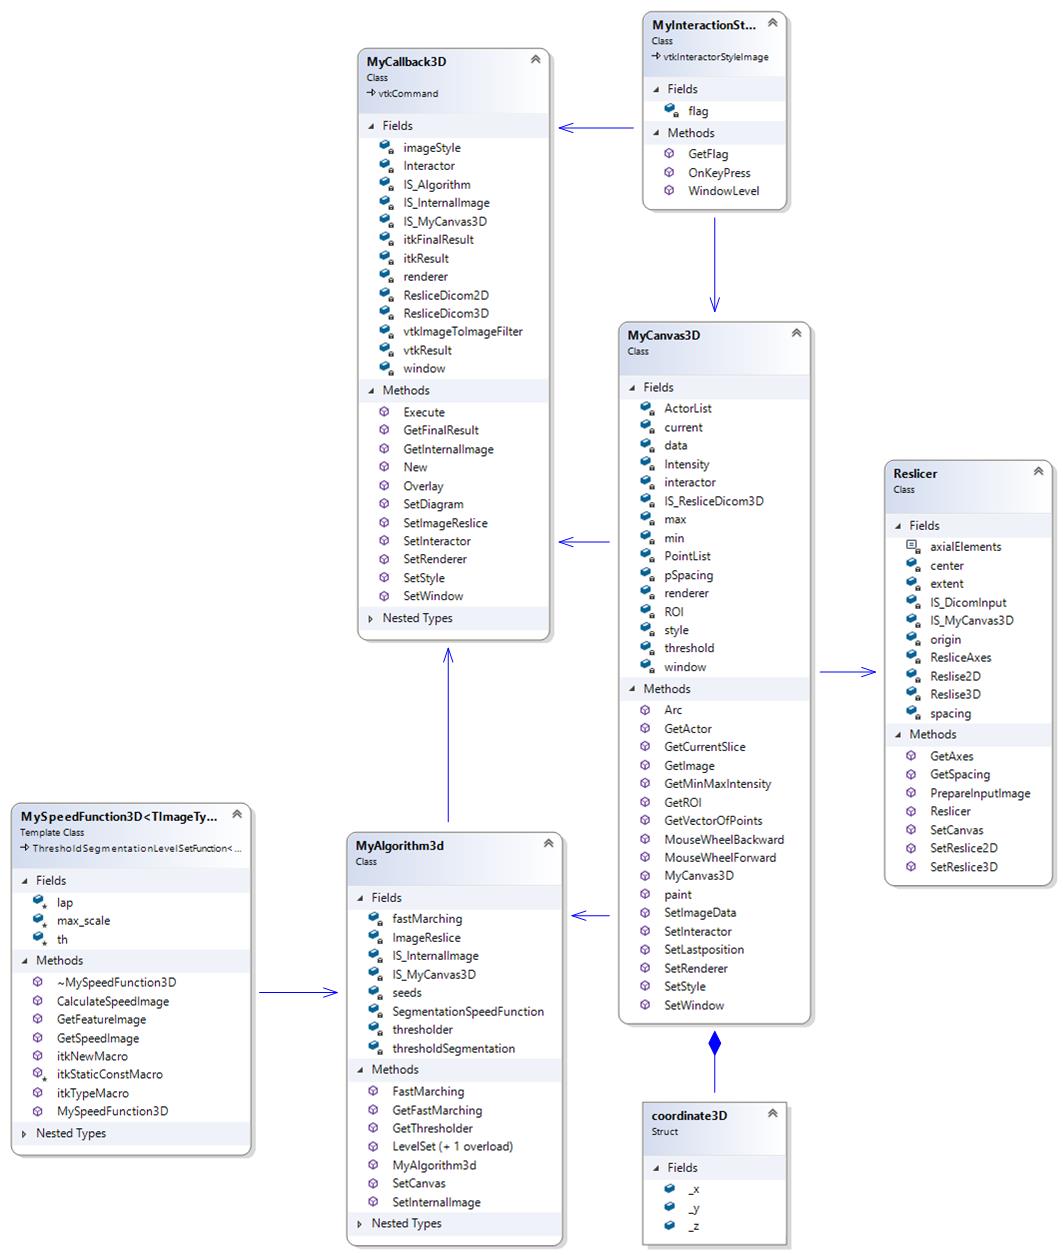 MyInteractionSt...
Class
vtkInteractorStyleImage
Fields
flag
Methods
GetFlag
OnKeyPress
WindowLevel
MyCallback3D
Class
vtkCommand
Fields
imageStyle
Interactor
IS_Algorithm
IS_InternalImage
IS_MyCanvas3D
itkFinalResult
itkResult
renderer
ResliceDicom2D
ResliceDicom3D
vtkImageToImageFilter
vtkResult
window
Methods
Execute
GetFinalResult
GetInternalImage
New
Overlay
SetDiagram
SetImageReslice
SetInteractor
SetRenderer
SetStyle
SetWindow
Nested Types
MyCanvas3D
Class
Fields
ActorList
current
data
Intensity
interactor
IS_ResliceDicom3D
max
min
PointList
pSpacing
renderer
ROI
style
threshold
window
Methods
Arc
GetActor
GetCurrentSlice
GetImage
GetMinMaxIntensity
GetROI
GetVectorOfPoints
MouseWheelBackward
MouseWheelForward
MyCanvas3D
paint
SetImageData
SetInteractor
SetLastposition
SetRenderer
SetStyle
SetWindow
Reslicer
Class
Fields
axialElements
center
extent
IS_DicomInput
IS_MyCanvas3D
origin
ResliceAxes
Reslise2D
Reslise3D
spacing
Methods
GetAxes
GetSpacing
PrepareInputImage
Reslicer
SetCanvas
SetReslice2D
SetReslice3D
MySpeedFunction3D<TImageTy...
Template Class
ThresholdSegmentationLevelSetFunction<...
Fields
lap
max_scale
th
Methods
~MySpeedFunction3D
CalculateSpeedImage
GetFeatureImage
GetSpeedImage
itkNewMacro
itkStaticConstMacro
itkTypeMacro
MySpeedFunction3D
Nested Types
MyAlgorithm3d
Class
Fields
fastMarching
ImageReslice
IS_InternalImage
IS_MyCanvas3D
seeds
SegmentationSpeedFunction
thresholder
thresholdSegmentation
Methods
FastMarching
GetFastMarching
GetThresholder
LevelSet (+ 1 overload)
MyAlgorithm3d
SetCanvas
SetInternalImage
Nested Types
coordinate3D
Struct
Fields
_x
_y
_z